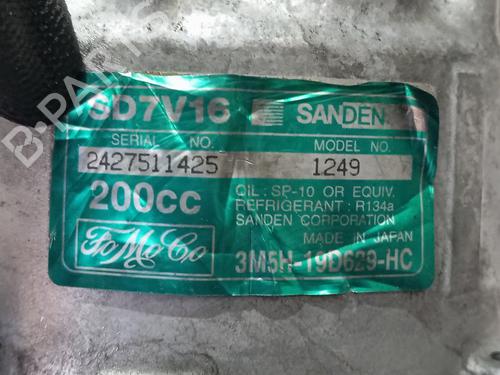 SD7V16 SANDEN
SERIAL NO. MODEL NO.
2427511425 1249
200cc
OIL : SP-10 OR EQUIV.
REFRIGERANT : R134a
SANDEN CORPORATION
MADE IN JAPAN
FoMoCo
3M5H-19D629-HC
B-PARTS